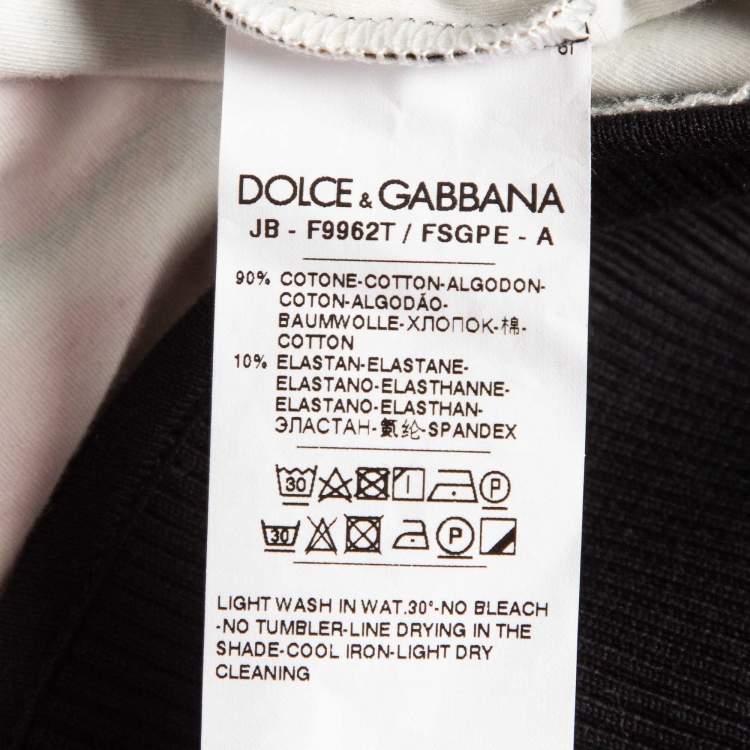 DOLCE & GABBANA
JB - F9962T / FSGPE - A
90% COTONE-COTTON-ALGODON-
COTON-ALGODÃO-
BAUMWOLLE-ХЛОПОК-棉-
COTTON
10% ELASTAN-ELASTANE-
ELASTANO-ELASTHANNE-
ELASTANO-ELASTHAN-
ЭЛАСТАН-氨纶-SPANDEX
30 P
30 P
LIGHT WASH IN WAT.30°-NO BLEACH
-NO TUMBLER-LINE DRYING IN THE
SHADE-COOL IRON-LIGHT DRY
CLEANING